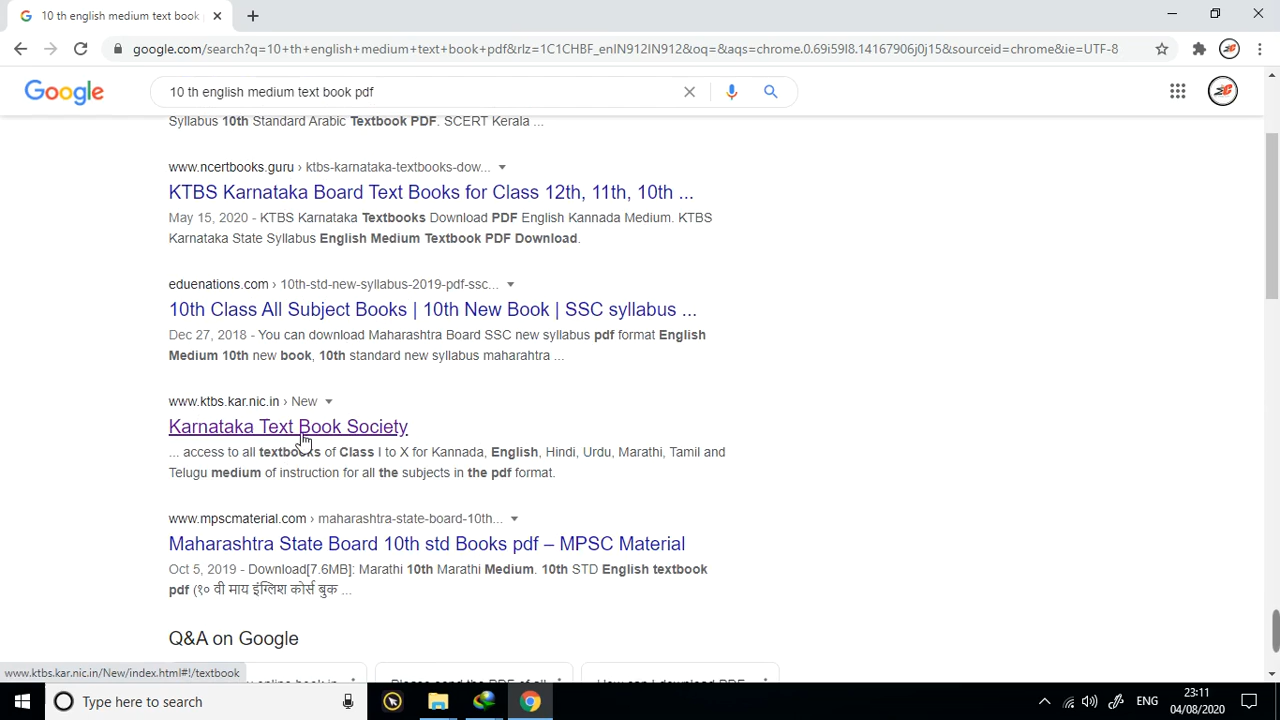 10 th english medium text book
google.com/search?q=10+th+english+medium+text+book+pdf&rlz=1C1CHBF_enIN912IN912&oq=&aqs=chrome.0.69i59l8.14167906j0j15&sourceid=chrome&ie=UTF-8
Google
10 th english medium text book pdf
Syllabus 10th Standard Arabic Textbook PDF. SCERT Kerala ...
www.ncertbooks.guru › ktbs-karnataka-textbooks-dow...
KTBS Karnataka Board Text Books for Class 12th, 11th, 10th ...
May 15, 2020 - KTBS Karnataka Textbooks Download PDF English Kannada Medium. KTBS
Karnataka State Syllabus English Medium Textbook PDF Download.
eduenations.com › 10th-std-new-syllabus-2019-pdf-ssc...
10th Class All Subject Books | 10th New Book | SSC syllabus ...
Dec 27, 2018 - You can download Maharashtra Board SSC new syllabus pdf format English
Medium 10th new book, 10th standard new syllabus maharahtra ...
www.ktbs.kar.nic.in › New
Karnataka Text Book Society
... access to all textbooks of Class I to X for Kannada, English, Hindi, Urdu, Marathi, Tamil and
Telugu medium of instruction for all the subjects in the pdf format.
www.mpscmaterial.com › maharashtra-state-board-10th...
Maharashtra State Board 10th std Books pdf – MPSC Material
Oct 5, 2019 - Download[7.6MB]: Marathi 10th Marathi Medium. 10th STD English textbook
pdf (१० वी माय इंग्लिश कोर्स बुक ...
Q&A on Google
www.ktbs.kar.nic.in/New/index.html#!/textbook
Type here to search
ENG
23:11
04/08/2020